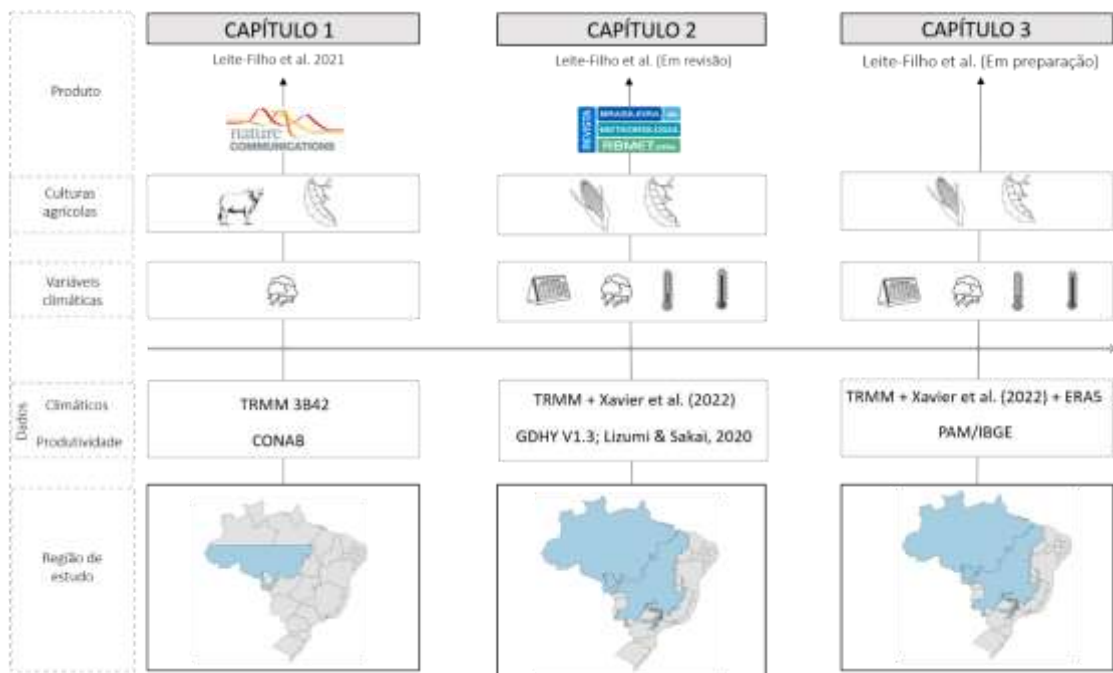 CAPÍTULO 1
CAPÍTULO 2
CAPÍTULO 3
Leite-Filho et al. 2021
Leite-Filho et al. (Em revisão)
Leite-Filho et al. (Em preparação)
Produto
nature
COMMUNICATIONS
REVISTA
BRASILEIRA DE
METEOROLOGIA
RBMET
Culturas
agrícolas
Variáveis
climáticas
Dados
Climáticos
TRMM 3B42
TRMM + Xavier et al. (2022)
TRMM + Xavier et al. (2022) + ERA5
Produtividade
CONAB
GDHY V1.3; Lizumi & Sakai, 2020
PAM/IBGE
Região de
estudo